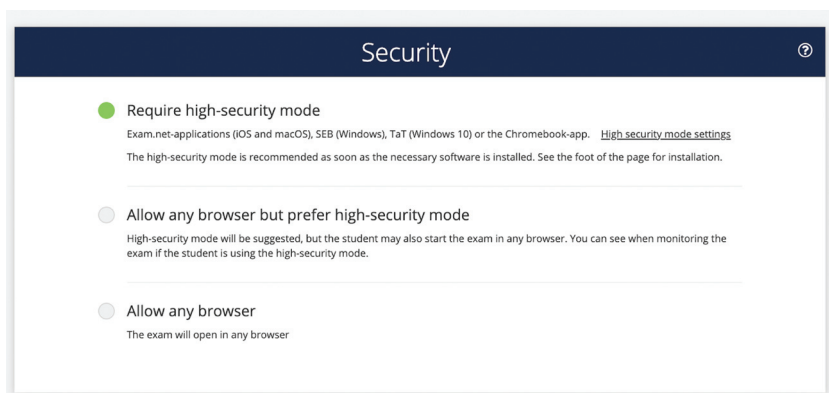 Security
Require high-security mode
Exam.net-applications (iOS and macOS), SEB (Windows), TaT (Windows 10) or the Chromebook-app. High security mode settings
The high-security mode is recommended as soon as the necessary software is installed. See the foot of the page for installation.
Allow any browser but prefer high-security mode
High-security mode will be suggested, but the student may also start the exam in any browser. You can see when monitoring the
exam if the student is using the high-security mode.
Allow any browser
The exam will open in any browser